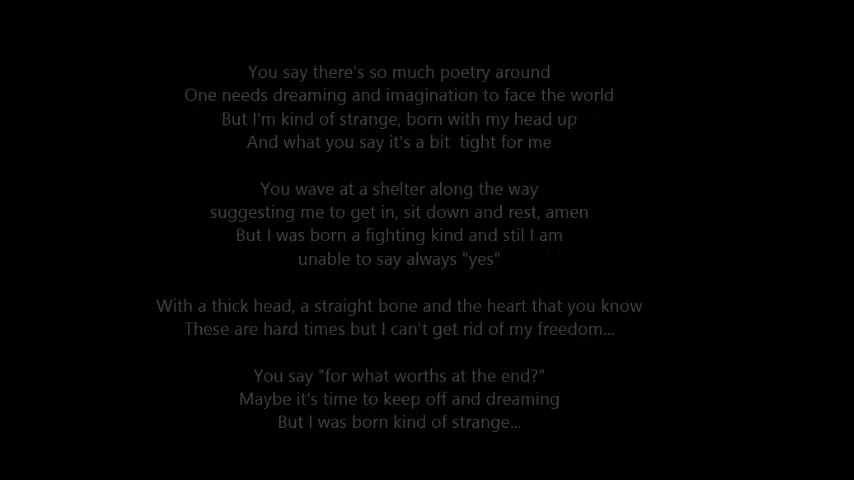 You say there's so much poetry around
One needs dreaming and imagination to face the world
But I'm kind of strange, born with my head up
And what you say it's a bit  tight for me
You wave at a shelter along the way
suggesting me to get in, sit down and rest, amen
But I was born a fighting kind and stil I am
unable to say always "yes"
With a thick head, a straight bone and the heart that you know
These are hard times but I can't get rid of my freedom...
You say "for what worths at the end?"
Maybe it's time to keep off and dreaming
But I was born kind of strange...